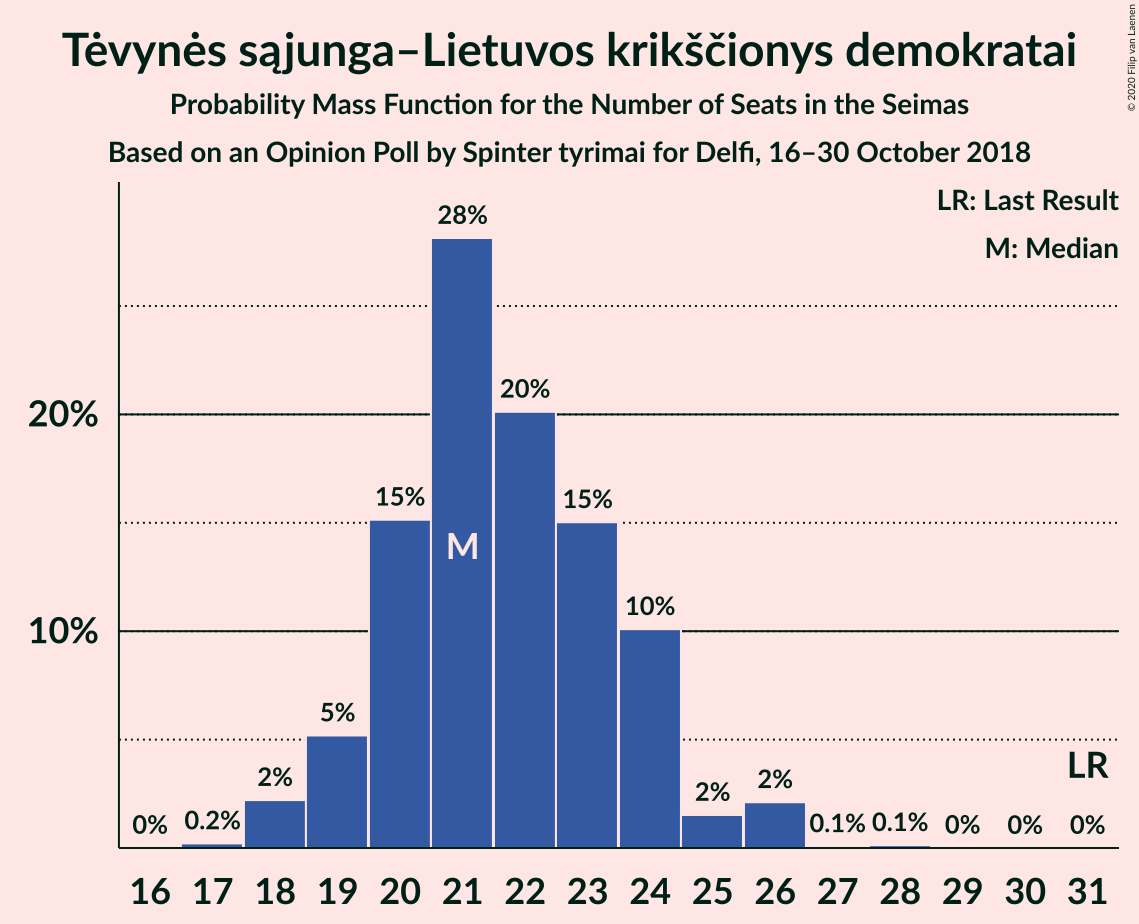 Tėvynės sąjunga–Lietuvos krikščionys demokratai
Probability Mass Function for the Number of Seats in the Seimas
Based on an Opinion Poll by Spinter tyrimai for Delfi, 16–30 October 2018
© 2020 Filip van Laenen
LR: Last Result
M: Median
28%
20%
20%
15%
15%
M
10%
10%
5%
LR
2%
2%
2%
0%
0.2%
0.1%
0.1%
0%
0%
0%
16 17 18 19 20 21 22 23 24 25 26 27 28 29 30 31